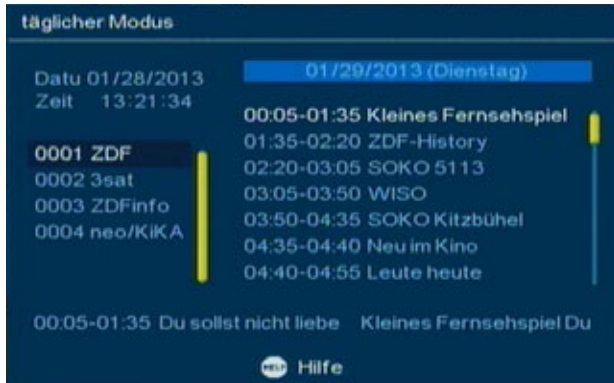 täglicher Modus
Datu 01/28/2013
Zeit 13:21:34
0001 ZDF
0002 3sat
0003 ZDFinfo
0004 neo/KiKA
01/29/2013 (Dienstag)
00:05-01:35 Kleines Fernsehspiel
01:35-02:20 ZDF-History
02:20-03:05 SOKO 5113
03:05-03:50 WISO
03:50-04:35 SOKO Kitzbühel
04:35-04:40 Neu im Kino
04:40-04:55 Leute heute
00:05-01:35 Du sollst nicht liebe Kleines Fernsehspiel Du
HELP Hilfe